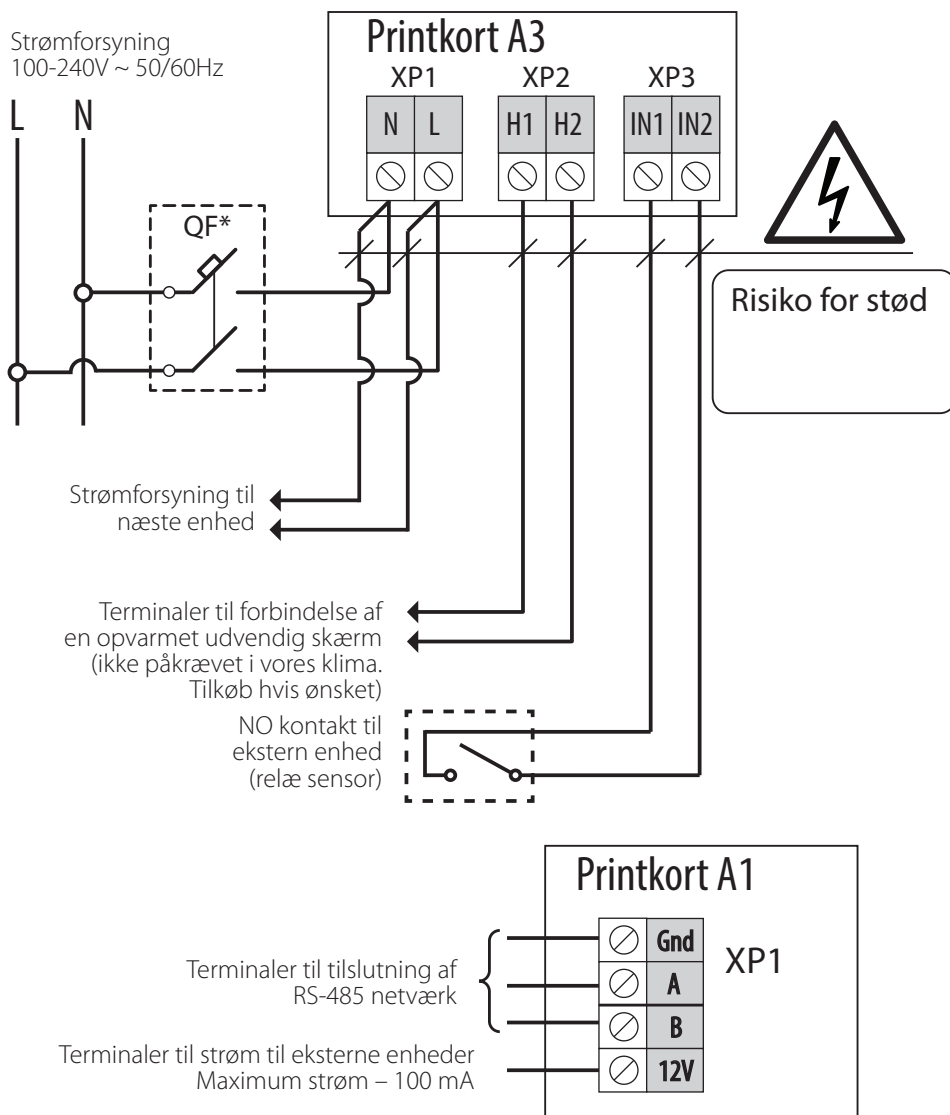 Strømforsyning
100-240V ~ 50/60Hz
L N
Printkort A3
XP1 XP2 XP3
N L H1 H2 IN1 IN2
QF*
Risiko for stød
Strømforsyning til
næste enhed
Terminaler til forbindelse af
en opvarmet udvendig skærm
(ikke påkrævet i vores klima.
Tilkøb hvis ønsket)
NO kontakt til
ekstern enhed
(relæ sensor)
Printkort A1
XP1
Gnd
A
B
12V
Terminaler til tilslutning af
RS-485 netværk
Terminaler til strøm til eksterne enheder
Maximum strøm – 100 mA